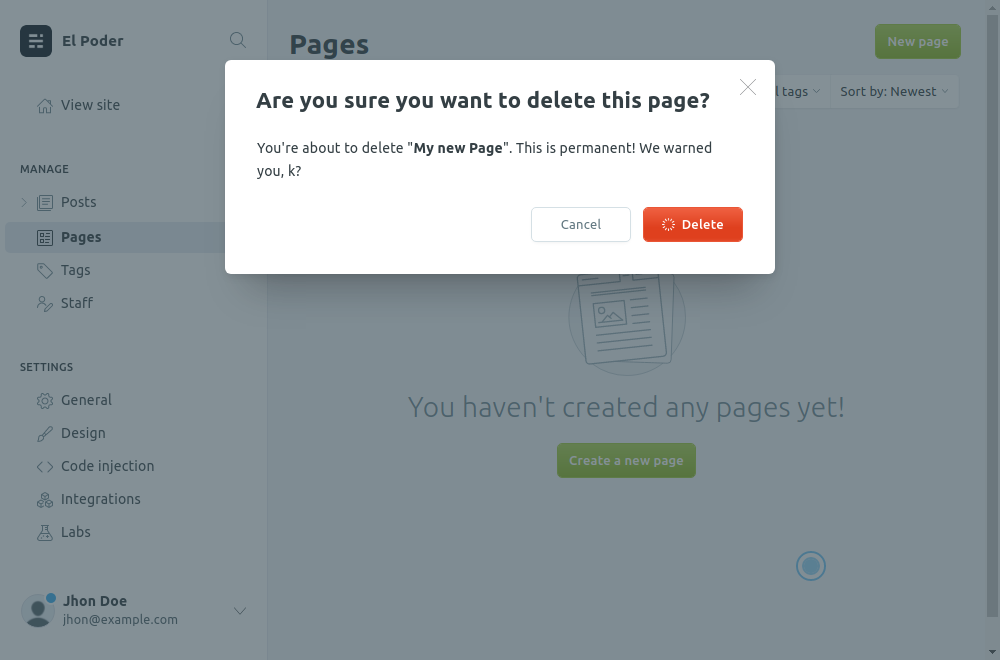 El Poder
View site
MANAGE
Posts
Pages
Tags
Staff
SETTINGS
General
Design
Code injection
Integrations
Labs
Jhon Doe
jhon@example.com
Pages
New page
tags
Sort by: Newest
Are you sure you want to delete this page?
You're about to delete "My new Page". This is permanent! We warned
you, k?
Cancel
Delete
You haven't created any pages yet!
Create a new page